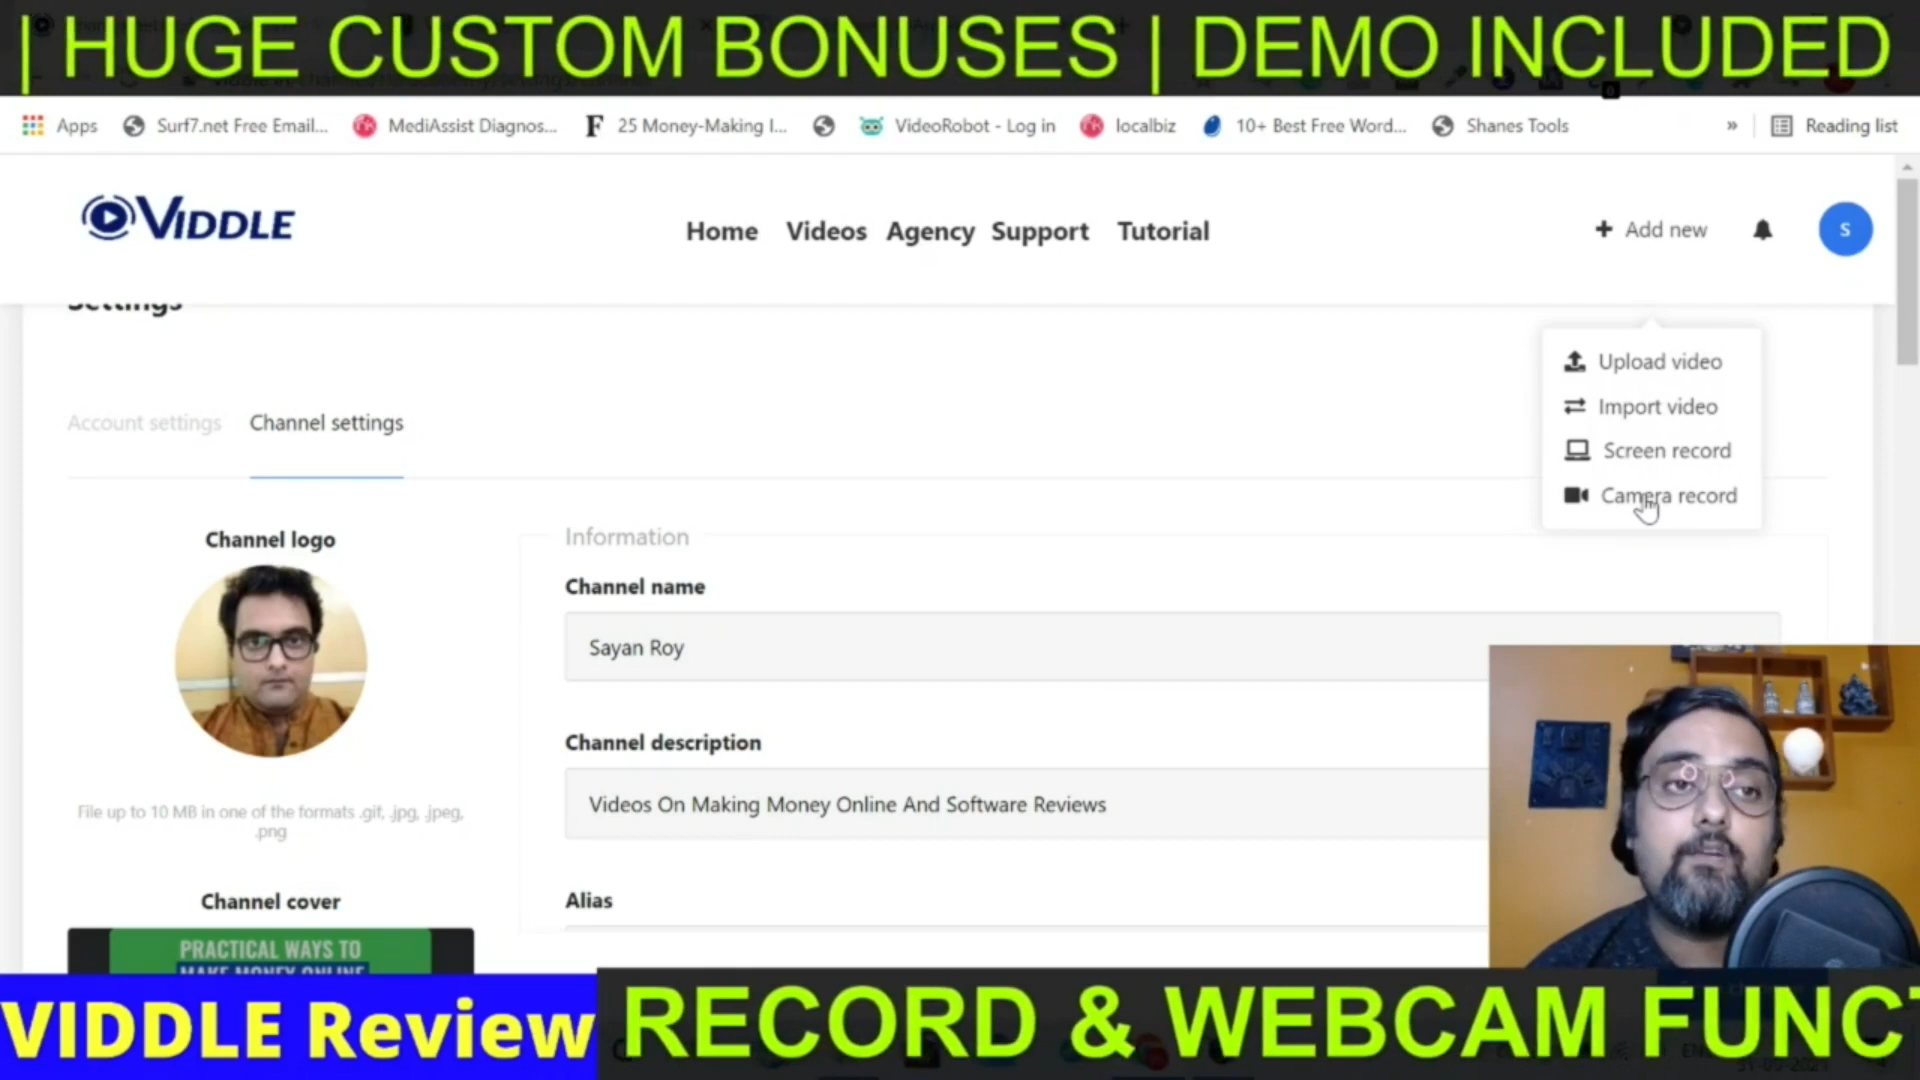 | HUGE CUSTOM BONUSES | DEMO INCLUDED
Apps
Surf7.net Free Email...
MediAssist Diagnos...
25 Money-Making I...
VideoRobot - Log in
localbiz
10+ Best Free Word...
Shanes Tools
»
Reading list
VIDDLE
Home
Videos
Agency
Support
Tutorial
+ Add new
S
Settings
Upload video
Import video
Screen record
Camera record
Account settings
Channel settings
Channel logo
File up to 10 MB in one of the formats .gif, .jpg, .jpeg,
.png
Channel cover
PRACTICAL WAYS TO
MAKE MONEY ONLINE
Information
Channel name
Sayan Roy
Channel description
Videos On Making Money Online And Software Reviews
Alias
VIDDLE Review
RECORD & WEBCAM FUNCT